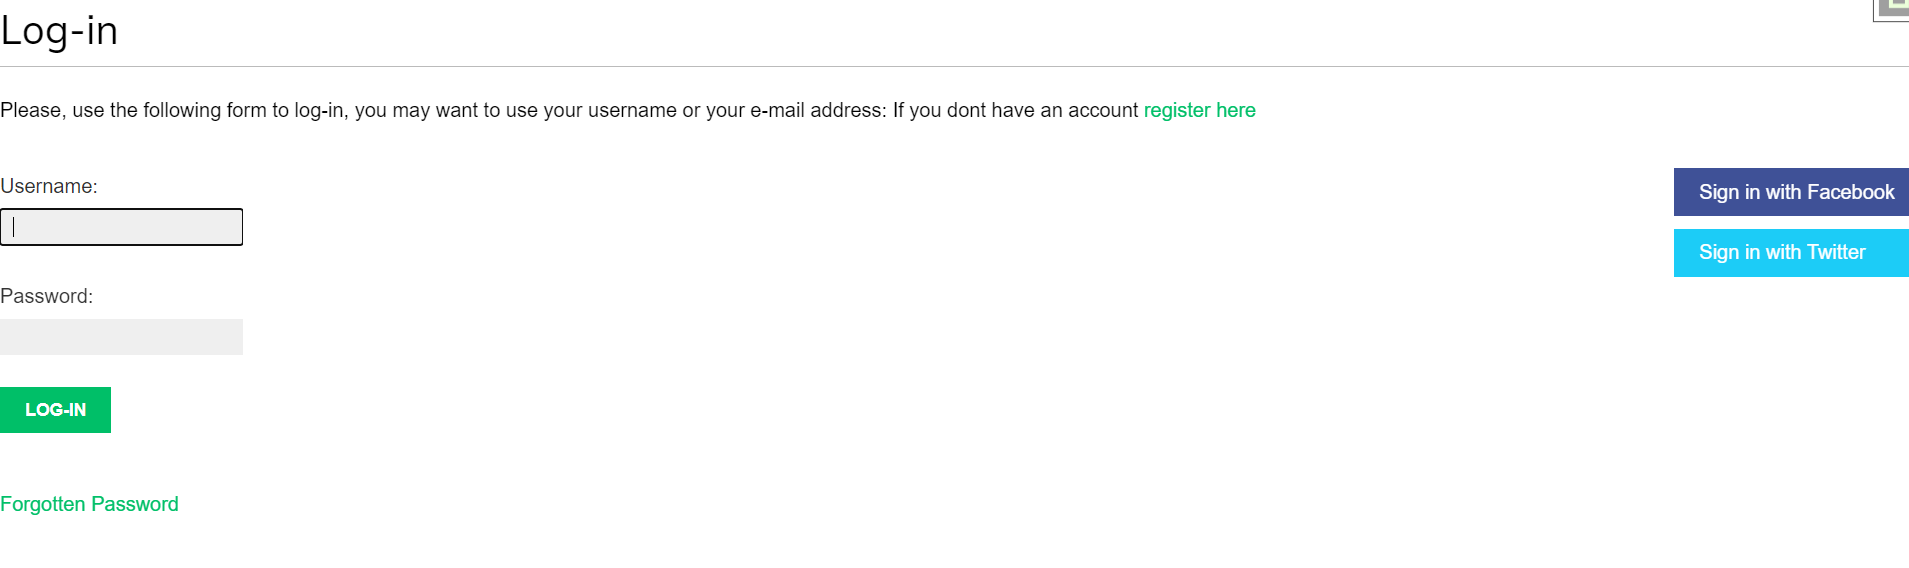 Log-in
Please, use the following form to log-in, you may want to use your username or your e-mail address: If you dont have an account register here
Username:
Sign in with Facebook
Sign in with Twitter
Password:
LOG-IN
Forgotten Password